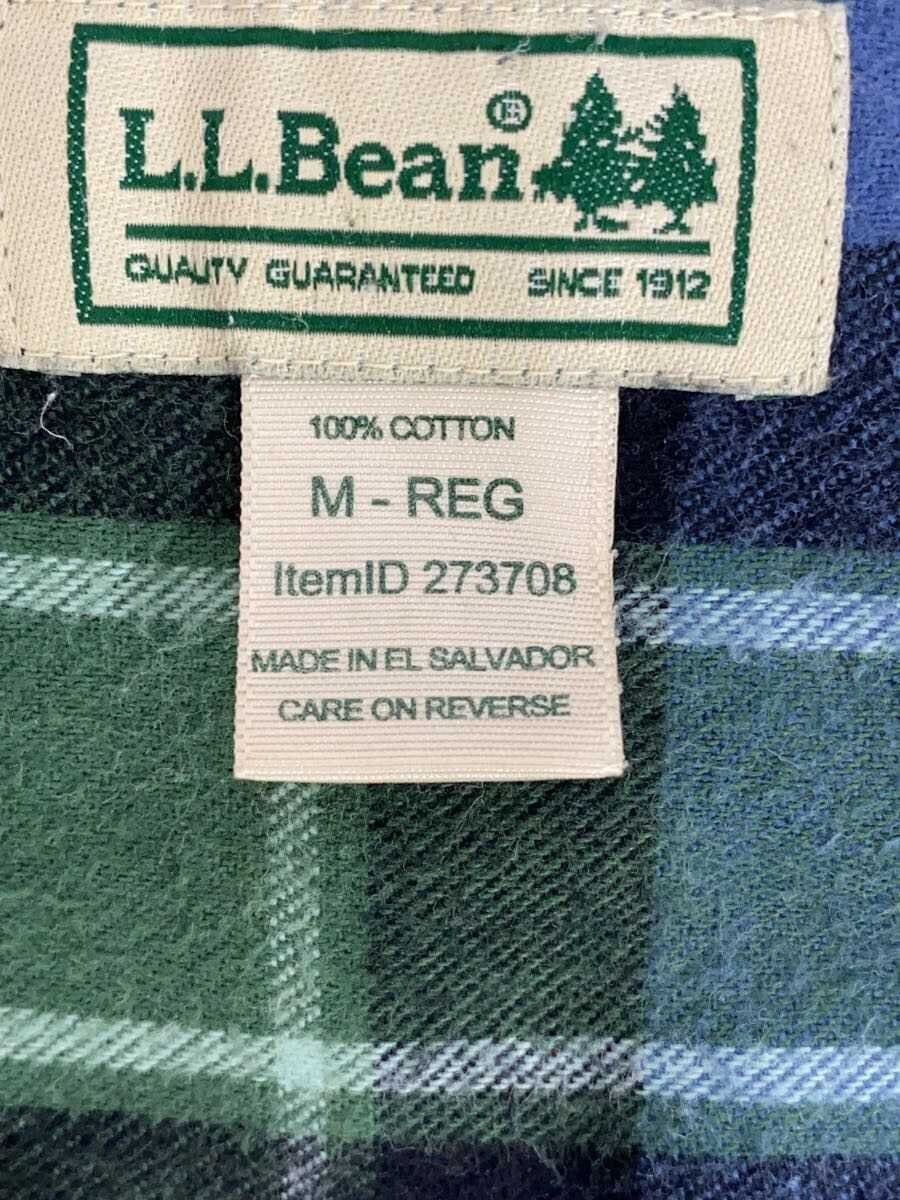 L.L.Bean®
QUALITY GUARANTEED SINCE 1912
100% COTTON
M - REG
ItemID 273708
MADE IN EL SALVADOR
CARE ON REVERSE